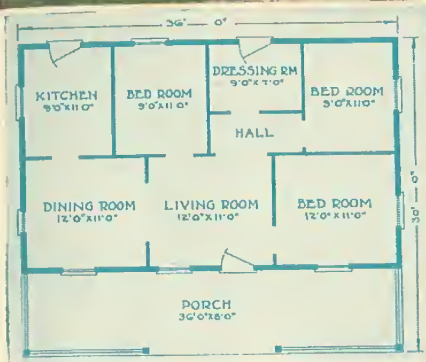 36' 0"
KITCHEN
9'0"X11'0"
BED ROOM
9'0"X11'0"
DRESSING RM
9'0"X7'0"
BED ROOM
9'0"X11'0"
HALL
DINING ROOM
12'0"X11'0"
LIVING ROOM
12'0"X11'0"
BED ROOM
12'0"X11'0"
30' 0"
PORCH
36'0"X8'0"